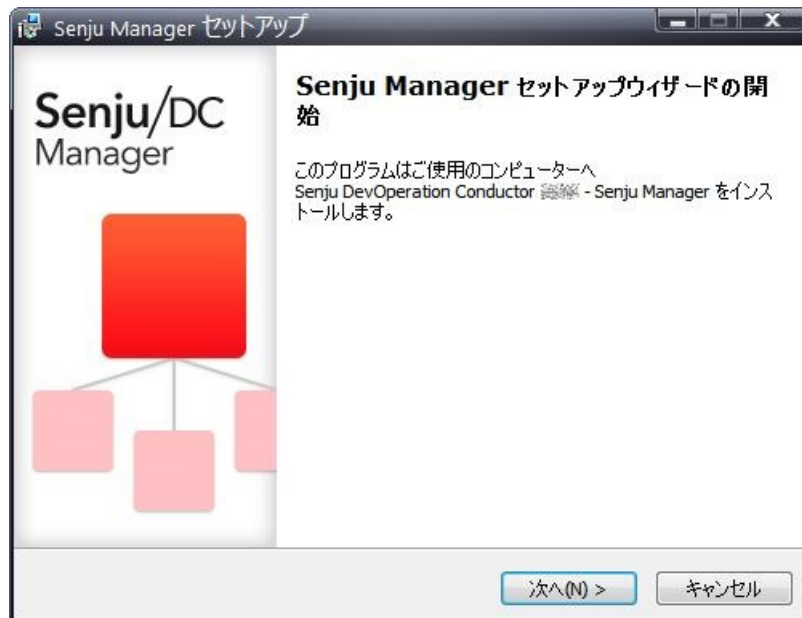 Senju Manager セットアップ
Senju/DC
Manager
Senju Manager セットアップウィザードの開
始
このプログラムはご使用のコンピューターへ
Senju DevOperation Conductor - Senju Manager をインス
トールします。
次へ(N) >
キャンセル